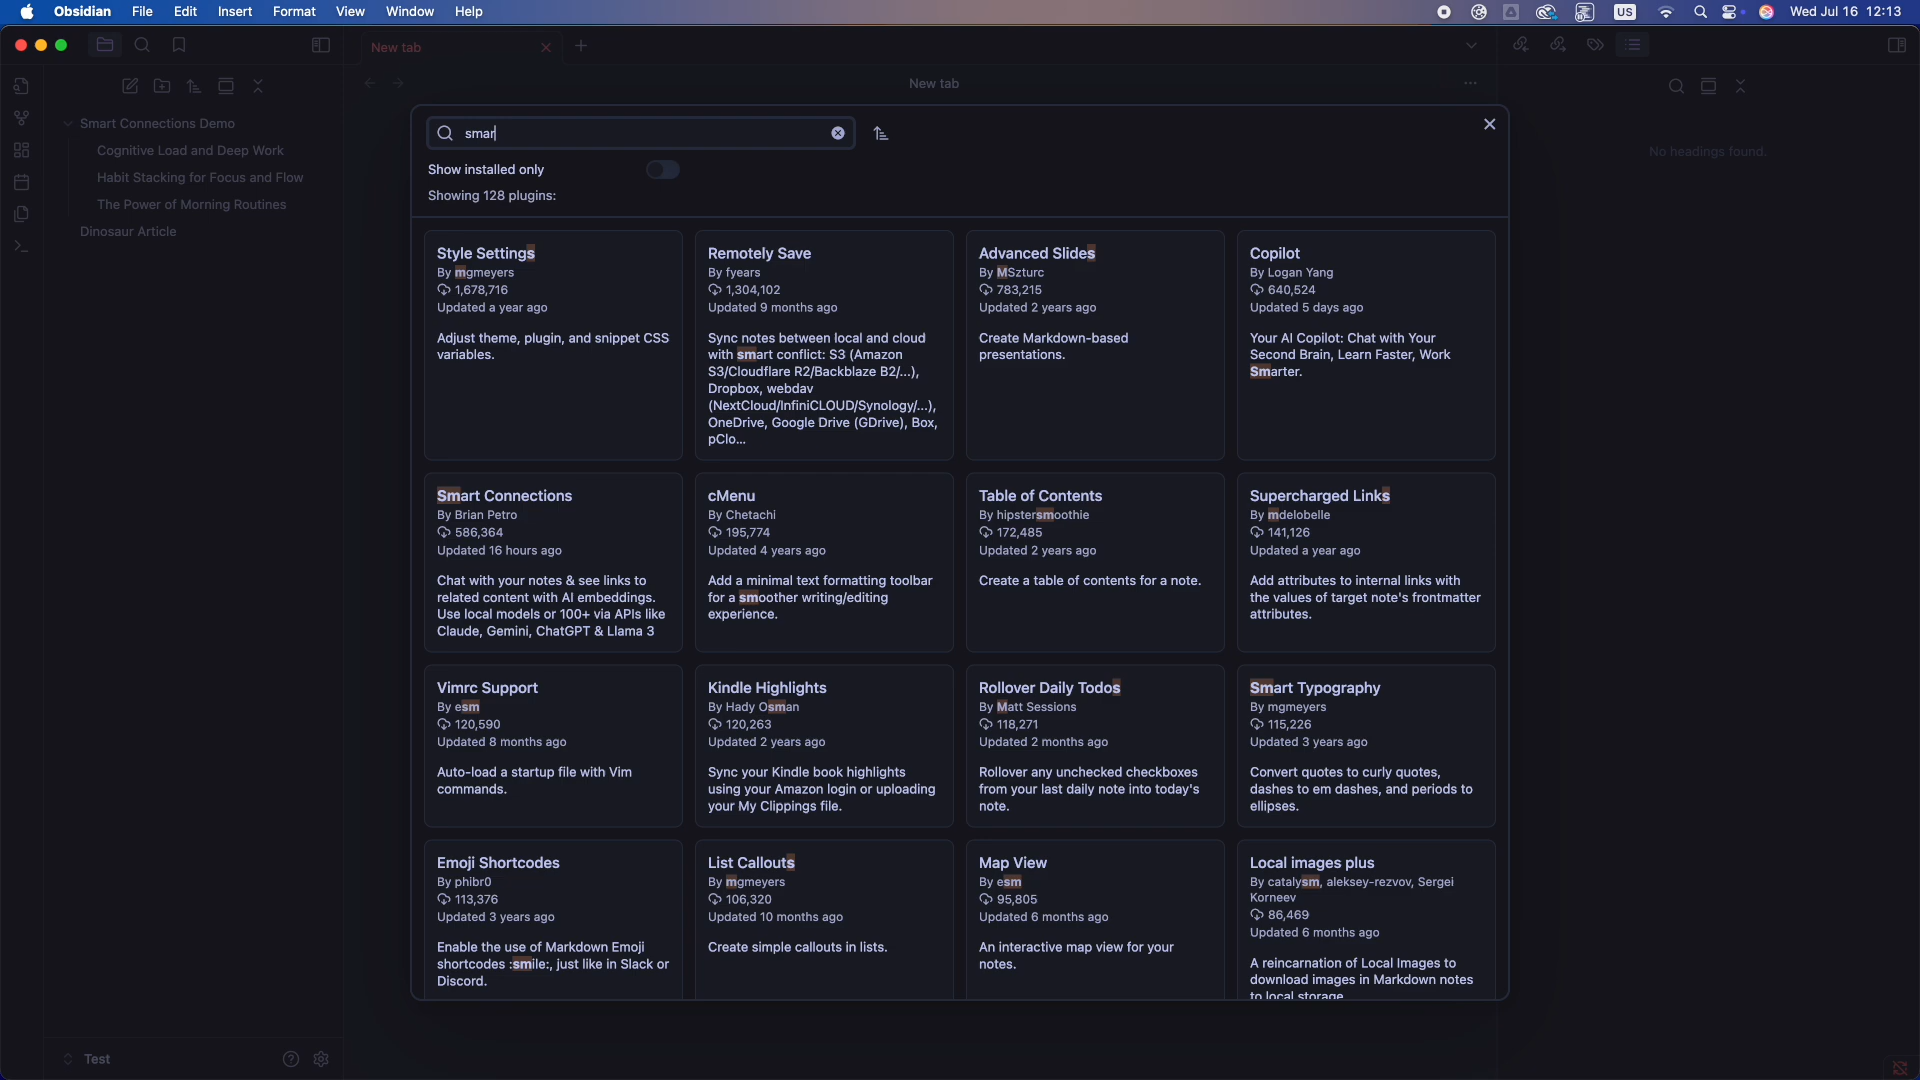 Obsidian File Edit Insert Format View Window Help
US
Wed Jul 16 12:13
New tab
New tab
Smart Connections Demo
Cognitive Load and Deep Work
Habit Stacking for Focus and Flow
The Power of Morning Routines
Dinosaur Article
Test
No headings found.
smar
Show installed only
Showing 128 plugins:
Style Settings
By mgmeyers
1,678,716
Updated a year ago
Adjust theme, plugin, and snippet CSS
variables.
Remotely Save
By fyears
1,304,102
Updated 9 months ago
Sync notes between local and cloud
with smart conflict: S3 (Amazon
S3/Cloudflare R2/Backblaze B2/...),
Dropbox, webdav
(NextCloud/InfiniCLOUD/Synology/...),
OneDrive, Google Drive (GDrive), Box,
pClo...
Advanced Slides
By MSzturc
783,215
Updated 2 years ago
Create Markdown-based
presentations.
Copilot
By Logan Yang
640,524
Updated 5 days ago
Your AI Copilot: Chat with Your
Second Brain, Learn Faster, Work
Smarter.
Smart Connections
By Brian Petro
586,364
Updated 16 hours ago
Chat with your notes & see links to
related content with AI embeddings.
Use local models or 100+ via APIs like
Claude, Gemini, ChatGPT & Llama 3
cMenu
By Chetachi
195,774
Updated 4 years ago
Add a minimal text formatting toolbar
for a smoother writing/editing
experience.
Table of Contents
By hipstersmoothie
172,485
Updated 2 years ago
Create a table of contents for a note.
Supercharged Links
By mdelobelle
141,126
Updated a year ago
Add attributes to internal links with
the values of target note's frontmatter
attributes.
Vimrc Support
By esm
120,590
Updated 8 months ago
Auto-load a startup file with Vim
commands.
Kindle Highlights
By Hady Osman
120,263
Updated 2 years ago
Sync your Kindle book highlights
using your Amazon login or uploading
your My Clippings file.
Rollover Daily Todos
By Matt Sessions
118,271
Updated 2 months ago
Rollover any unchecked checkboxes
from your last daily note into today's
note.
Smart Typography
By mgmeyers
115,226
Updated 3 years ago
Convert quotes to curly quotes,
dashes to em dashes, and periods to
ellipses.
Emoji Shortcodes
By phibr0
113,376
Updated 3 years ago
Enable the use of Markdown Emoji
shortcodes :smile:, just like in Slack or
Discord.
List Callouts
By mgmeyers
106,320
Updated 10 months ago
Create simple callouts in lists.
Map View
By esm
95,805
Updated 6 months ago
An interactive map view for your
notes.
Local images plus
By catalysm, aleksey-rezvov, Sergei
Korneev
86,469
Updated 6 months ago
A reincarnation of Local Images to
download images in Markdown notes
to local storage